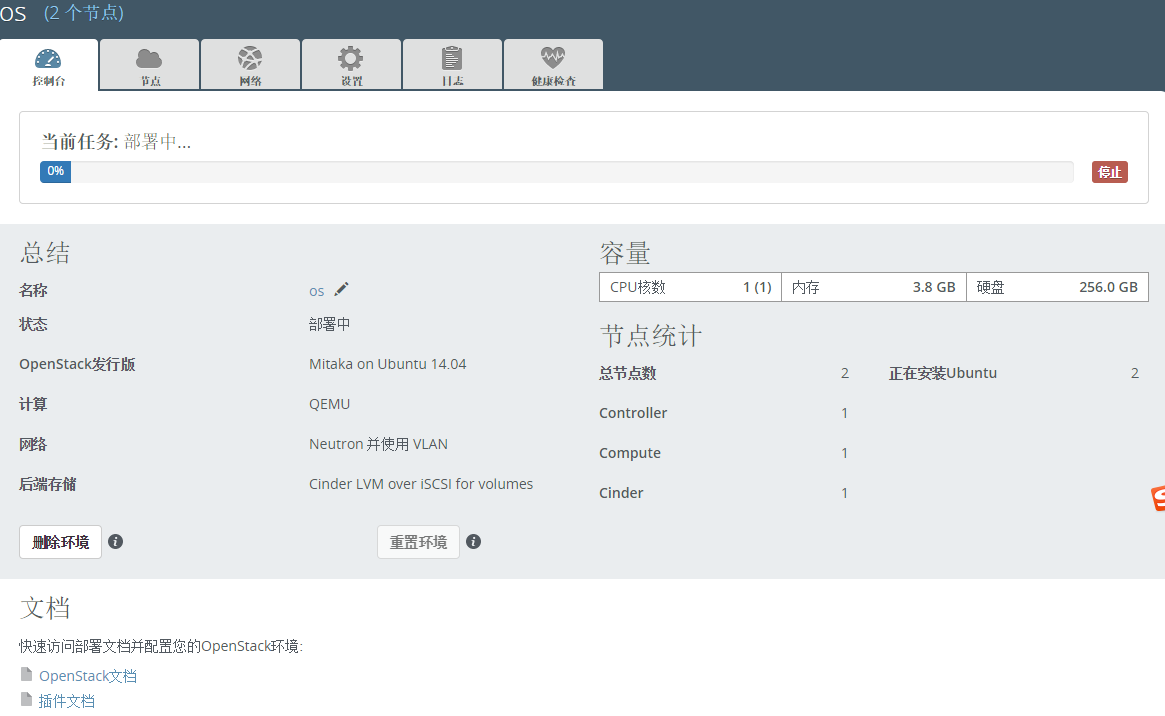 OS (2 个节点)
控制台 节点 网络 设置 日志 健康检查
当前任务: 部署中...
0% 停止
总结 容量
CPU核数 1 (1) 内存 3.8 GB 硬盘 256.0 GB
名称 os
状态 部署中
节点统计
OpenStack发行版 Mitaka on Ubuntu 14.04
总节点数 2 正在安装Ubuntu 2
计算 QEMU
Controller 1
网络 Neutron 并使用 VLAN
Compute 1
后端存储 Cinder LVM over iSCSI for volumes
Cinder 1
删除环境 重置环境
文档
快速访问部署文档并配置您的OpenStack环境:
OpenStack文档
插件文档